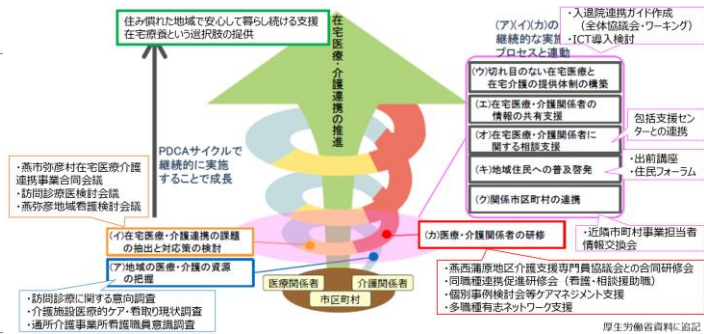 住み慣れた地域で安心して暮らし続ける支援
在宅療養という選択肢の提供
在宅医療・介護連携の推進
PDCAサイクルで
継続的に実施
することで成長
(ア)(イ)(カ)の
継続的な実施
プロセスと連動
・入退院連携ガイド作成
(全体協議会・ワーキング)
・ICT導入検討
(ウ)切れ目のない在宅医療と
在宅介護の提供体制の構築
(エ)在宅医療・介護関係者の
情報の共有支援
(オ)在宅医療・介護関係者に
関する相談支援
(キ)地域住民への普及啓発
(ク)関係市区町村の連携
包括支援セン
ターとの連携
・出前講座
・住民フォーラム
・近隣市町村事業担当者
情報交換会
・燕市弥彦村在宅医療介護
連携事業合同会議
・訪問診療医検討会議
・燕弥彦地域看護検討会議
(イ)在宅医療・介護連携の課題
の抽出と対応策の検討
(ア)地域の医療・介護の資源
の把握
(カ)医療・介護関係者の研修
医療関係者
介護関係者
市区町村
・訪問診療に関する意向調査
・介護施設医療的ケア・看取り現状調査
・通所介護事業所看護職員意識調査
・燕西蒲原地区介護支援専門員協議会との合同研修会
・同職種連携促進研修会(看護・相談援助職)
・個別事例検討会等ケアマネジメント支援
・多職種有志ネットワーク支援
厚生労働省資料に追記